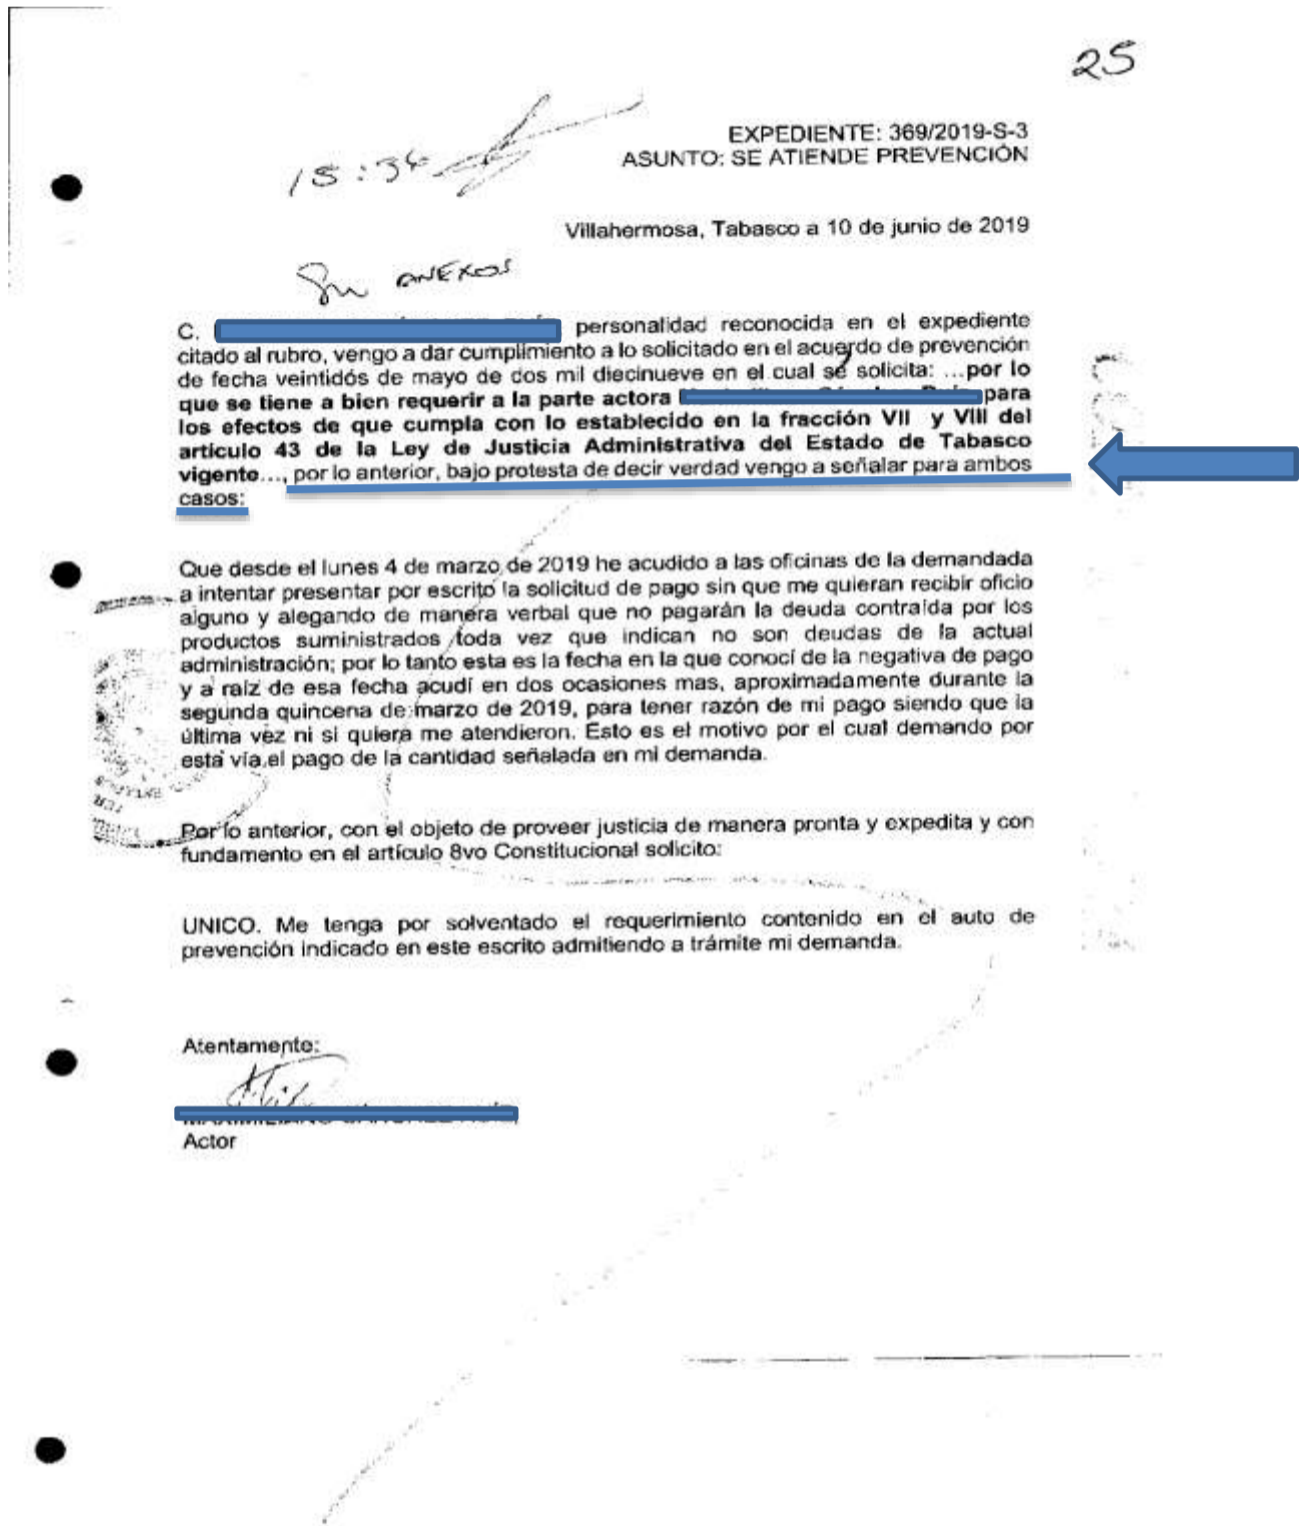 25
EXPEDIENTE: 369/2019-S-3
ASUNTO: SE ATIENDE PREVENCIÓN
15:36
Villahermosa, Tabasco a 10 de junio de 2019
Sin ANEXOS
C. personalidad reconocida en el expediente
citado al rubro, vengo a dar cumplimiento a lo solicitado en el acuerdo de prevención
de fecha veintidós de mayo de dos mil diecinueve en el cual se solicita: ...por lo
que se tiene a bien requerir a la parte actora para
los efectos de que cumpla con lo establecido en la fracción VII y VIII del
articulo 43 de la Ley de Justicia Administrativa del Estado de Tabasco
vigente..., por lo anterior, bajo protesta de decir verdad vengo a señalar para ambos
casos:
Que desde el lunes 4 de marzo de 2019 he acudido a las oficinas de la demandada
a intentar presentar por escrito la solicitud de pago sin que me quieran recibir oficio
alguno y alegando de manera verbal que no pagarán la deuda contraída por los
productos suministrados toda vez que indican no son deudas de la actual
administración; por lo tanto esta es la fecha en la que conocí de la negativa de pago
y a raíz de esa fecha acudí en dos ocasiones mas, aproximadamente durante la
segunda quincena de marzo de 2019, para tener razón de mi pago siendo que la
última vez ni si quiera me atendieron. Esto es el motivo por el cual demando por
esta vía el pago de la cantidad señalada en mi demanda.
Por lo anterior, con el objeto de proveer justicia de manera pronta y expedita y con
fundamento en el artículo 8vo Constitucional solicito:
UNICO. Me tenga por solventado el requerimiento contenido en el auto de
prevención indicado en este escrito admitiendo a trámite mi demanda.
Atentamente:
Actor